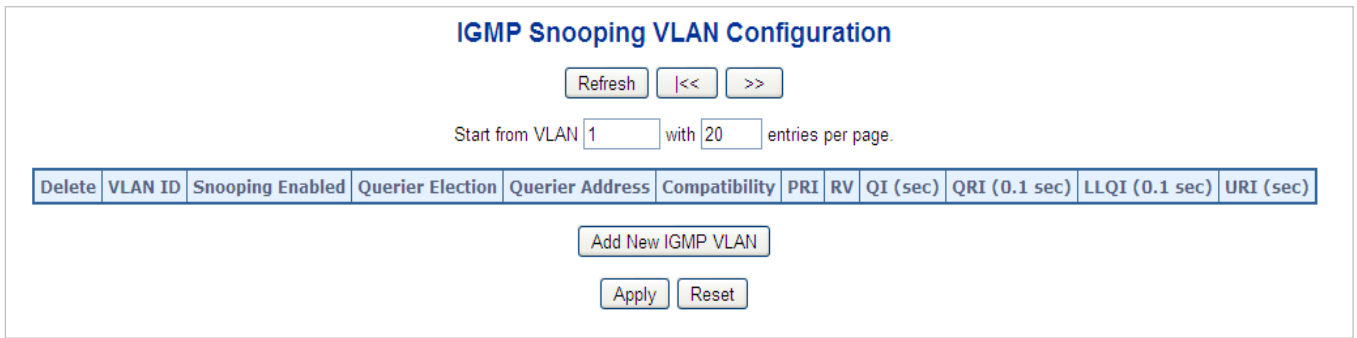 IGMP Snooping VLAN Configuration
Refresh |<< >>
Start from VLAN 1 with 20 entries per page.
Delete VLAN ID Snooping Enabled Querier Election Querier Address Compatibility PRI RV QI (sec) QRI (0.1 sec) LLQI (0.1 sec) URI (sec)
Add New IGMP VLAN
Apply Reset